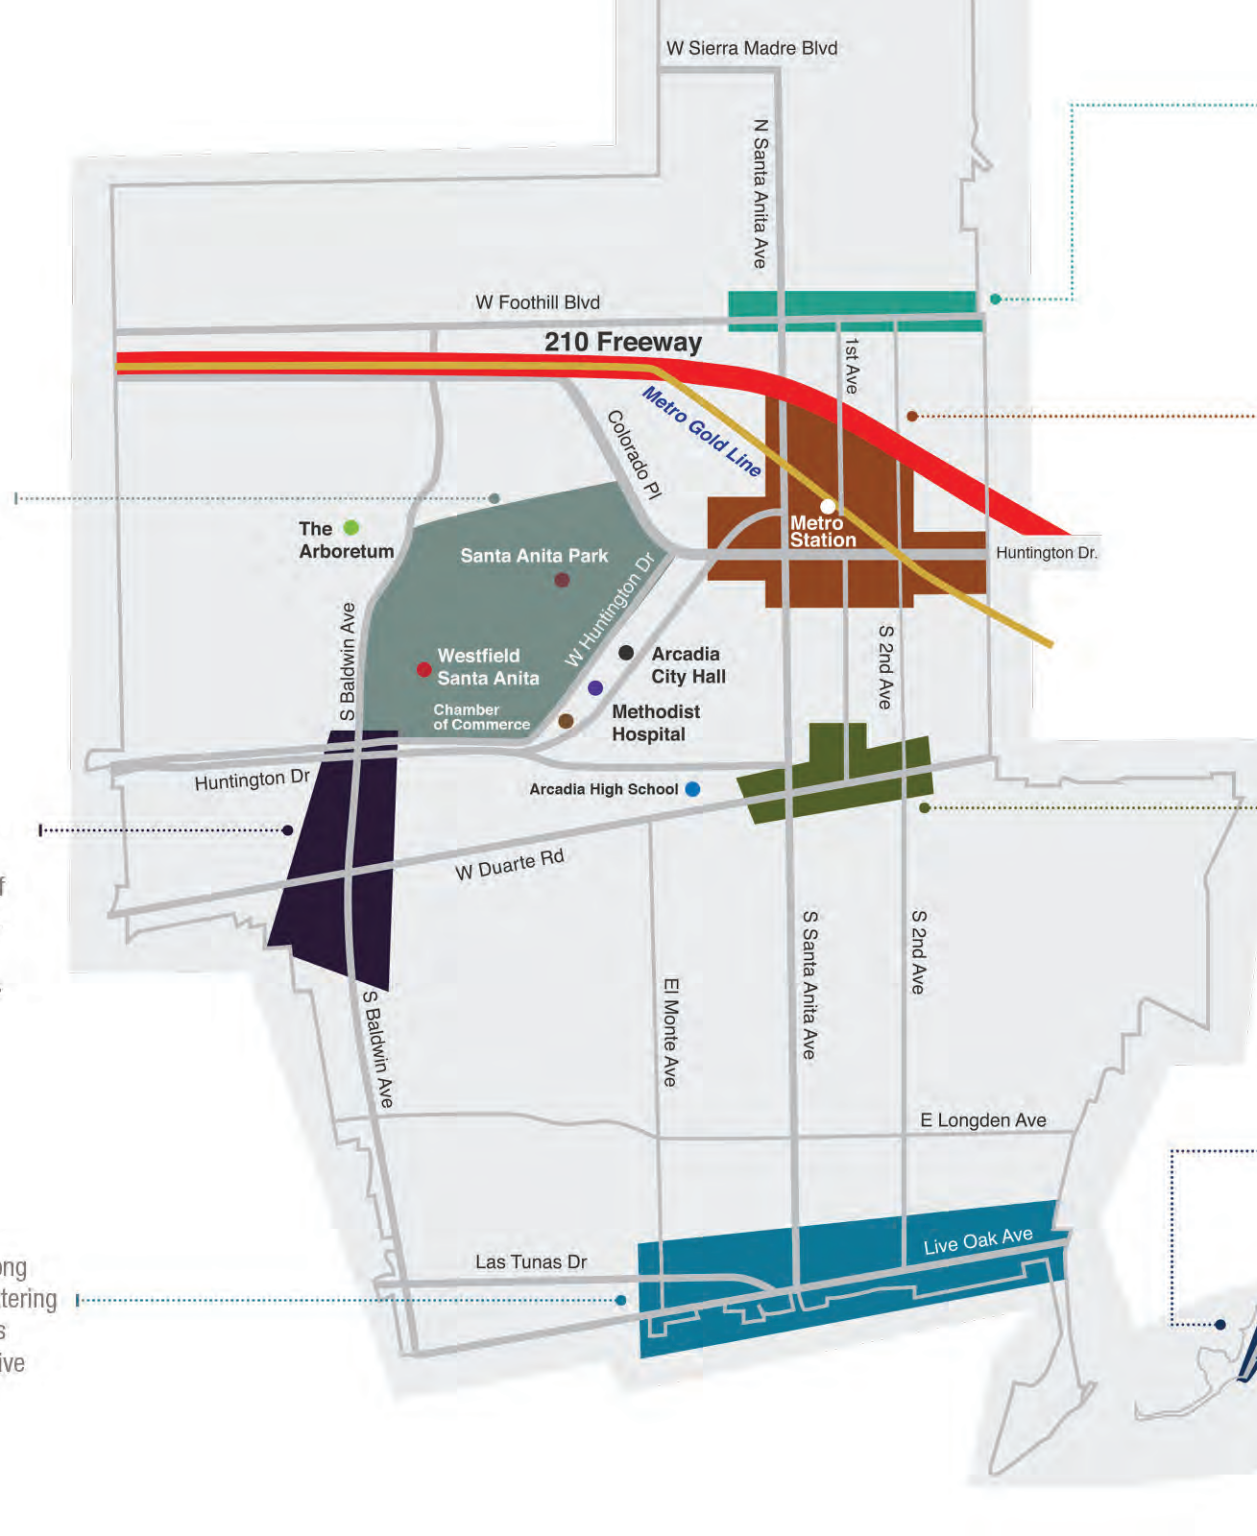 W Sierra Madre Blvd
N Santa Anita Ave
W Foothill Blvd
210 Freeway
1st Ave
Metro Gold Line
Colorado Pl
The
Arboretum
Santa Anita Park
Metro
Station
Huntington Dr.
W Huntington Dr
S Baldwin Ave
Westfield
Santa Anita
Arcadia
City Hall
S 2nd Ave
Chamber
of Commerce
Methodist
Hospital
Huntington Dr
Arcadia High School
W Duarte Rd
S Santa Anita Ave
S 2nd Ave
El Monte Ave
S Baldwin Ave
E Longden Ave
Live Oak Ave
Las Tunas Dr